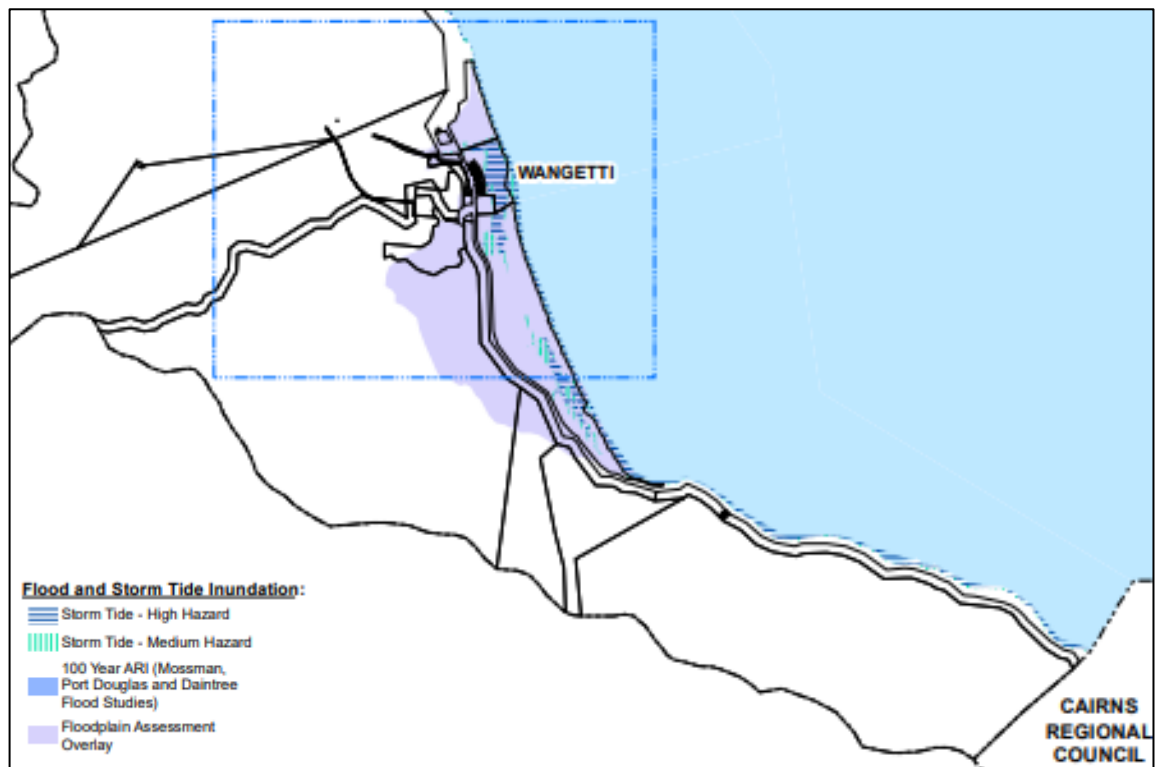 WANGETTI
Flood and Storm Tide Inundation:
Storm Tide - High Hazard
Storm Tide - Medium Hazard
100 Year ARI (Mossman,
Port Douglas and Daintree
Flood Studies)
Floodplain Assessment
Overlay
CAIRNS
REGIONAL
COUNCIL